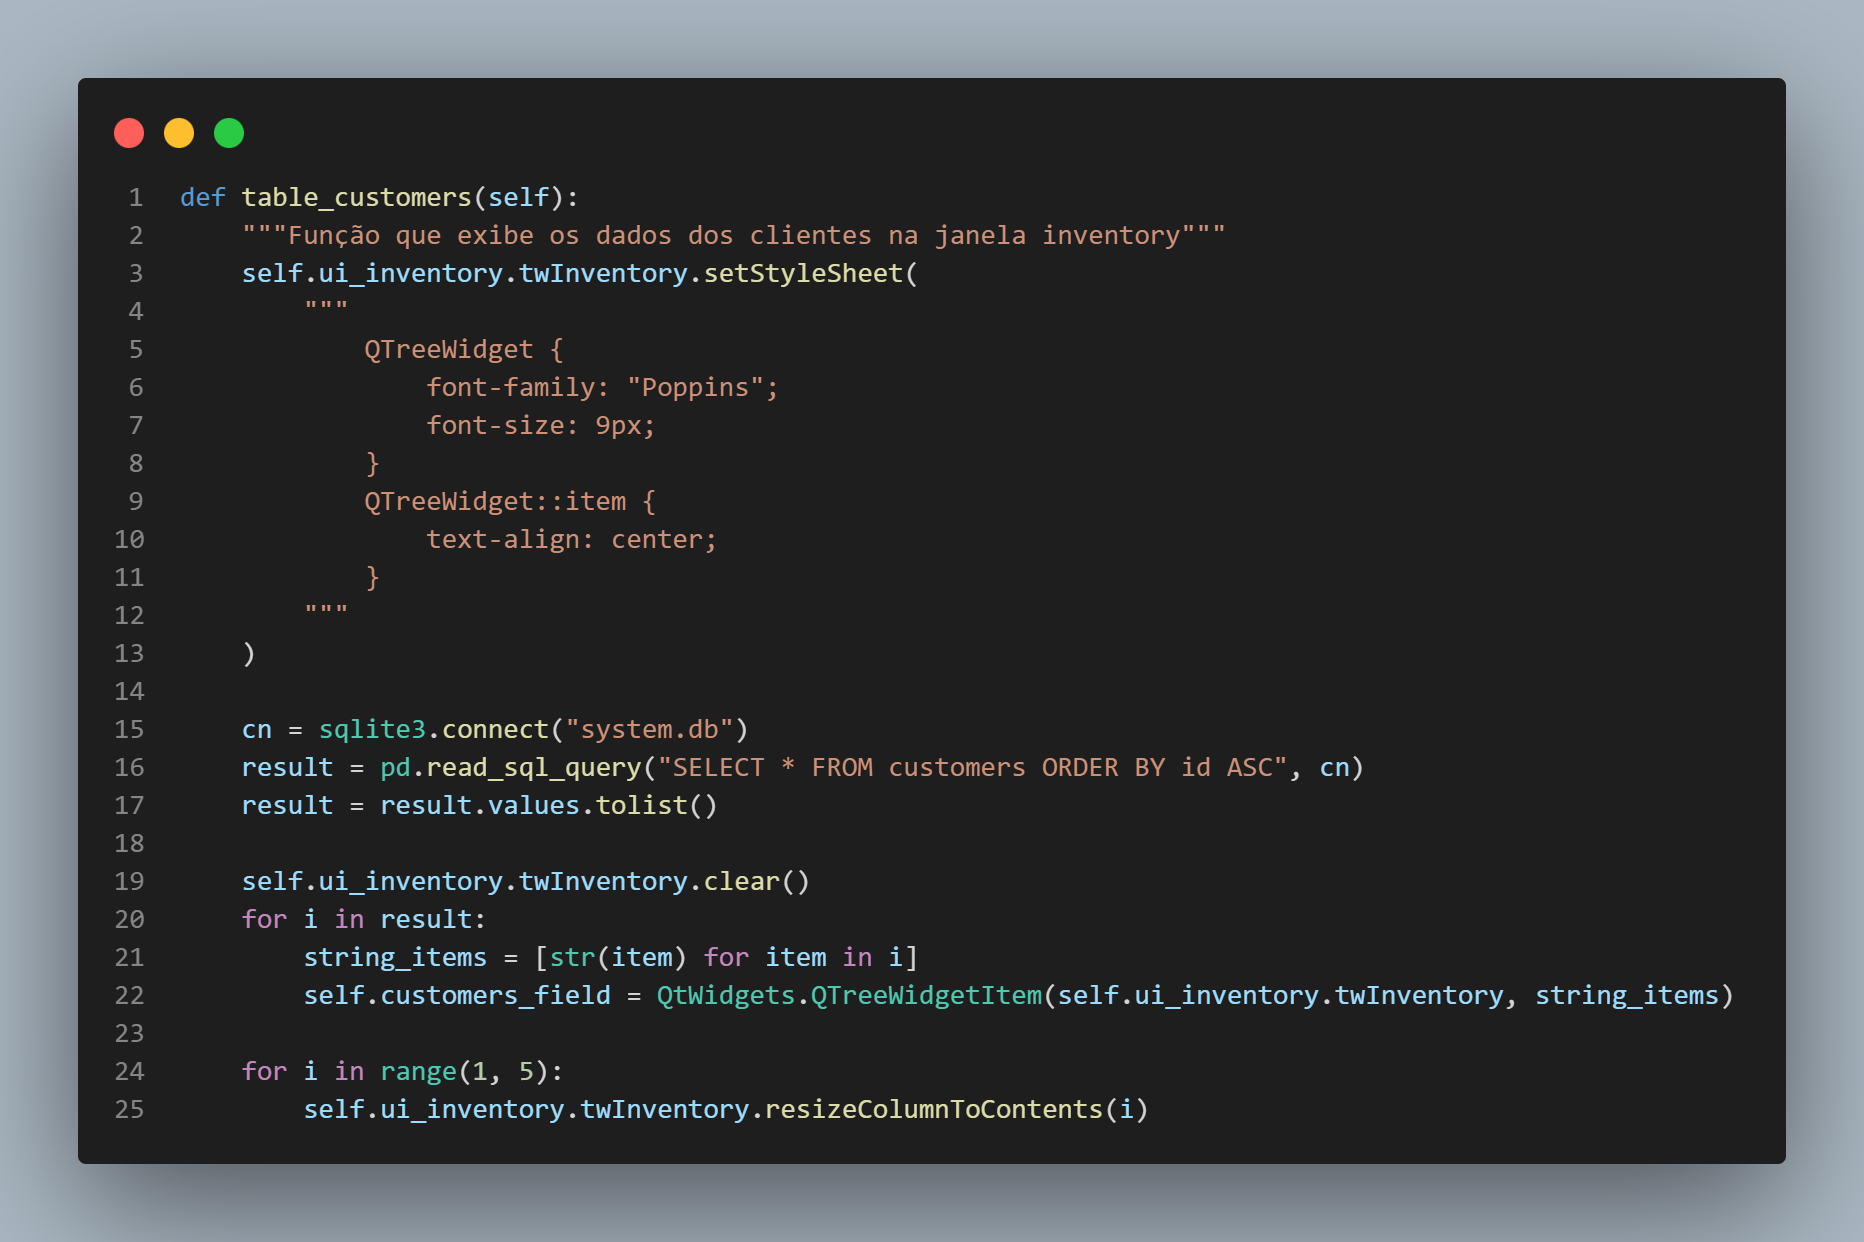 1 def table_customers(self):
2     """Função que exibe os dados dos clientes na janela inventory"""
3     self.ui_inventory.twInventory.setStyleSheet(
4         """
5             QTreeWidget {
6                 font-family: "Poppins";
7                 font-size: 9px;
8             }
9             QTreeWidget::item {
10                 text-align: center;
11             }
12         """
13     )
14
15     cn = sqlite3.connect("system.db")
16     result = pd.read_sql_query("SELECT * FROM customers ORDER BY id ASC", cn)
17     result = result.values.tolist()
18
19     self.ui_inventory.twInventory.clear()
20     for i in result:
21         string_items = [str(item) for item in i]
22         self.customers_field = QtWidgets.QTreeWidgetItem(self.ui_inventory.twInventory, string_items)
23
24     for i in range(1, 5):
25         self.ui_inventory.twInventory.resizeColumnToContents(i)